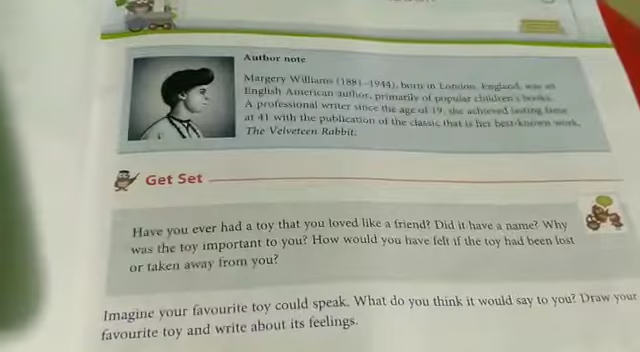 Author note
Margery Williams (1881–1944), born in London, England, was an
English American author, primarily of popular children's books.
A professional writer since the age of 19, she achieved lasting fame
at 41 with the publication of the classic that is her best-known work,
The Velveteen Rabbit.
Get Set
Have you ever had a toy that you loved like a friend? Did it have a name? Why
was the toy important to you? How would you have felt if the toy had been lost
or taken away from you?
Imagine your favourite toy could speak. What do you think it would say to you? Draw your
favourite toy and write about its feelings.